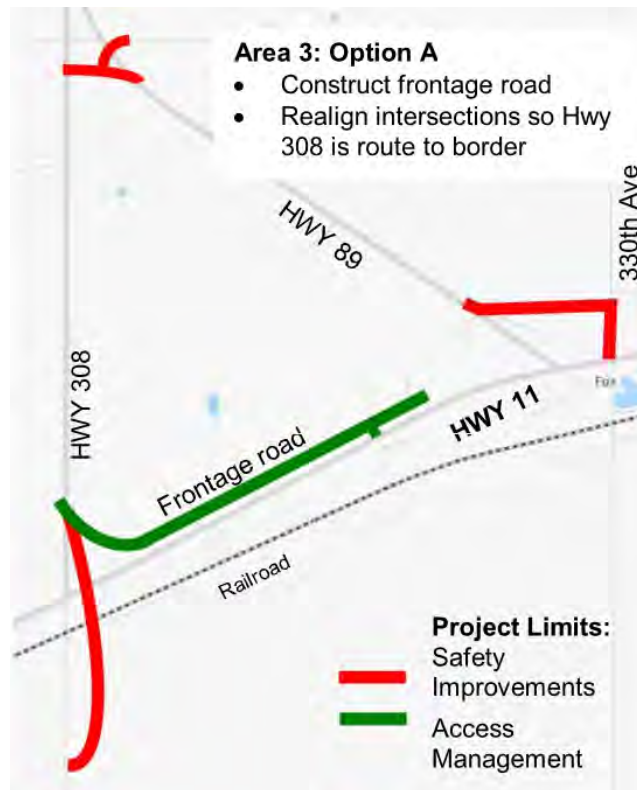 Area 3: Option A
• Construct frontage road
• Realign intersections so Hwy
308 is route to border
330th Ave
HWY 89
HWY 308
HWY 11
Frontage road
Railroad
Project Limits:
Safety
Improvements
Access
Management